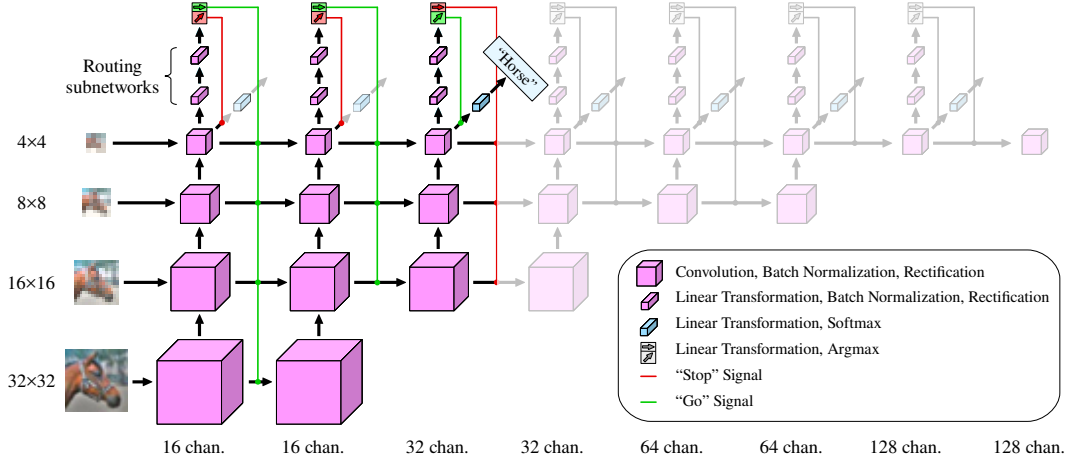 "Horse"
Routing
subnetworks
4×4
8×8
16×16
32×32
Convolution, Batch Normalization, Rectification
Linear Transformation, Batch Normalization, Rectification
Linear Transformation, Softmax
Linear Transformation, Argmax
"Stop" Signal
"Go" Signal
16 chan. 16 chan. 32 chan. 32 chan. 64 chan. 64 chan. 128 chan. 128 chan.